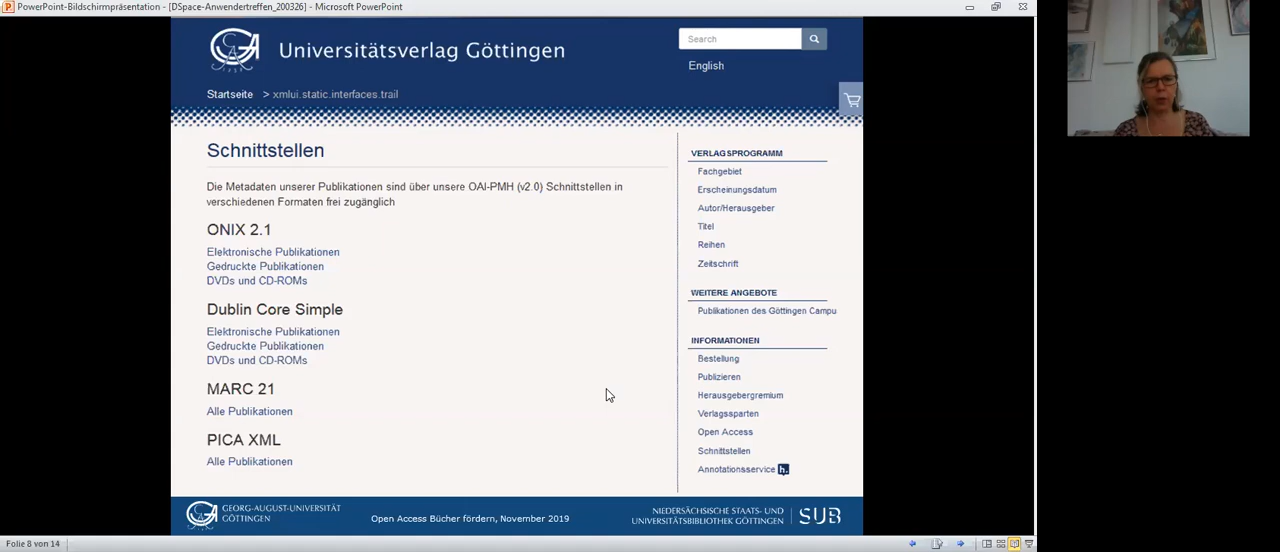 PowerPoint-Bildschirmpräsentation - [DSpace-Anwendertreffen_200326] - Microsoft PowerPoint
Universitätsverlag Göttingen
Search
English
Startseite > xmlui.static.interfaces.trail
Schnittstellen
Die Metadaten unserer Publikationen sind über unsere OAI-PMH (v2.0) Schnittstellen in
verschiedenen Formaten frei zugänglich
ONIX 2.1
Elektronische Publikationen
Gedruckte Publikationen
DVDs und CD-ROMs
Dublin Core Simple
Elektronische Publikationen
Gedruckte Publikationen
DVDs und CD-ROMs
MARC 21
Alle Publikationen
PICA XML
Alle Publikationen
VERLAGSPROGRAMM
Fachgebiet
Erscheinungsdatum
Autor/Herausgeber
Titel
Reihen
Zeitschrift
WEITERE ANGEBOTE
Publikationen des Göttingen Campu
INFORMATIONEN
Bestellung
Publizieren
Herausgebergremium
Verlagssparten
Open Access
Schnittstellen
Annotationsservice h.
GEORG-AUGUST-UNIVERSITÄT
GÖTTINGEN
Open Access Bücher fördern, November 2019
NIEDERSÄCHSISCHE STAATS- UND
UNIVERSITÄTSBIBLIOTHEK GÖTTINGEN
SUB
Folie 8 von 14